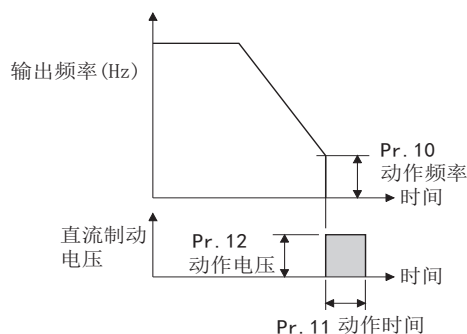 输出频率(Hz)
Pr.10
动作频率
时间
直流制动
电压
Pr.12
动作电压
时间
Pr.11 动作时间